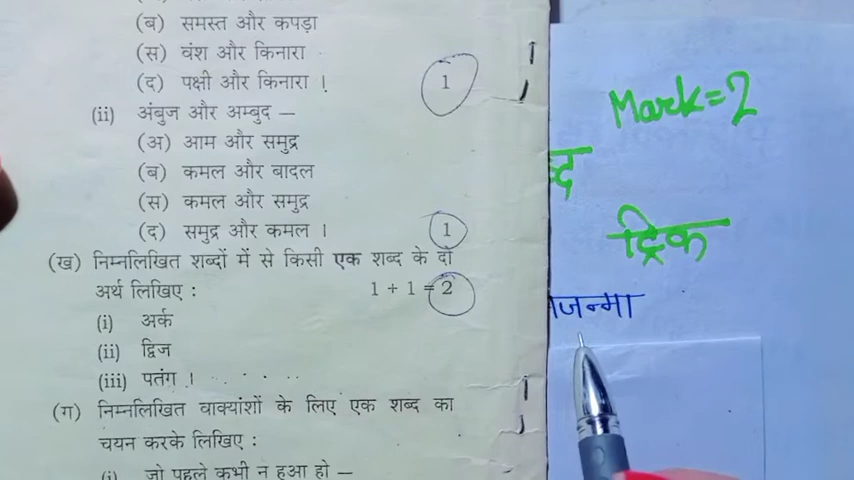 (ब) समस्त और कपड़ा
(स) वंश और किनारा
(द) पक्षी और किनारा । 1
(ii) अंबुज और अम्बुद –
(अ) आम और समुद्र
(ब) कमल और बादल
(स) कमल और समुद्र
(द) समुद्र और कमल । 1
(ख) निम्नलिखित शब्दों में से किसी एक शब्द के दो
अर्थ लिखिए : 1 + 1 = 2
(i) अर्क
(ii) द्विज
(iii) पतंग ।
(ग) निम्नलिखित वाक्यांशों के लिए एक शब्द का
चयन करके लिखिए :
(i) जो पहले कभी न हुआ हो –
Mark=2
ट्रिक